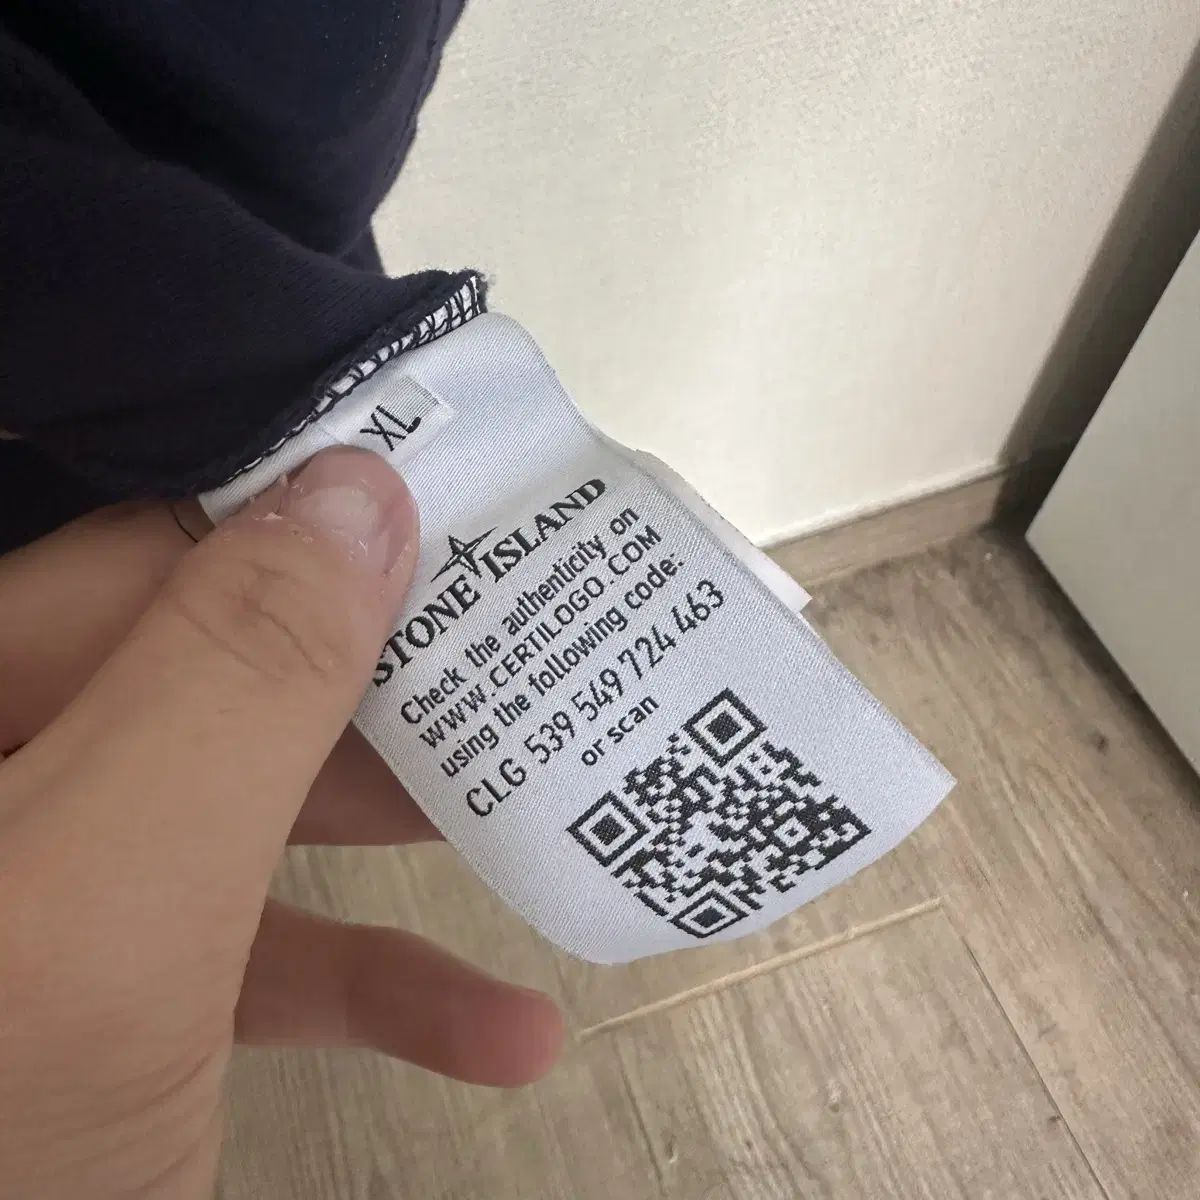 XL
STONE ISLAND
Check the authenticity on
WWW.CERTILOGO.COM
using the following code:
CLG 539 549 724 463
or scan